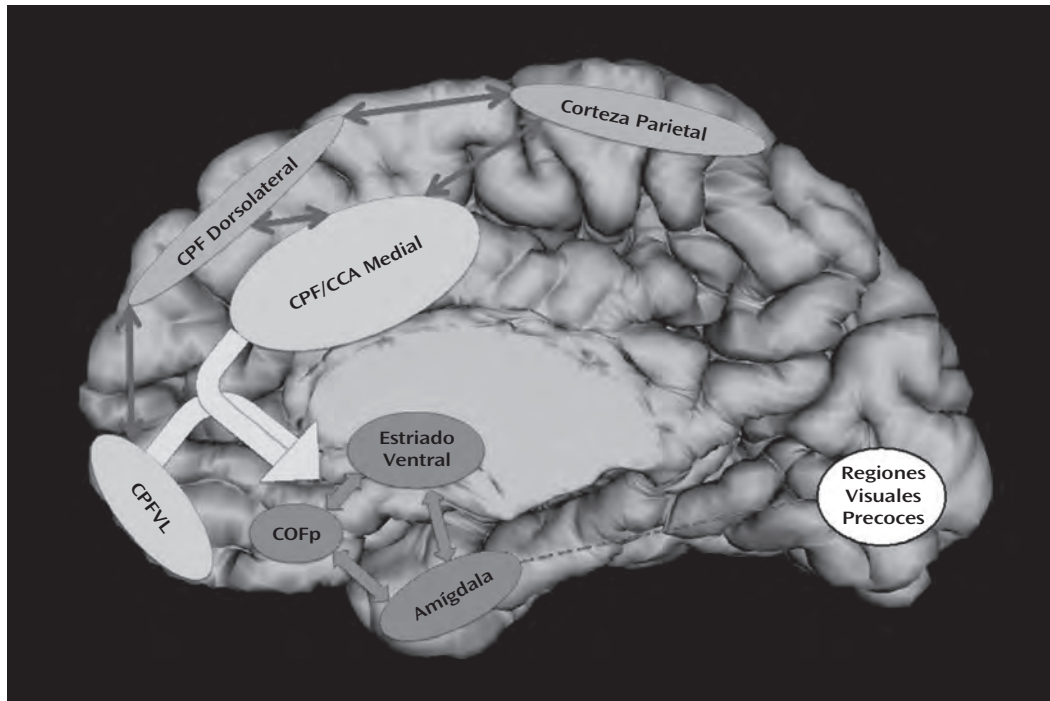 Corteza Parietal
CPF Dorsolateral
CPF/CCA Medial
Estriado
Ventral
Regiones
Visuales
Precoces
CPFVL
COFp
Amígdala